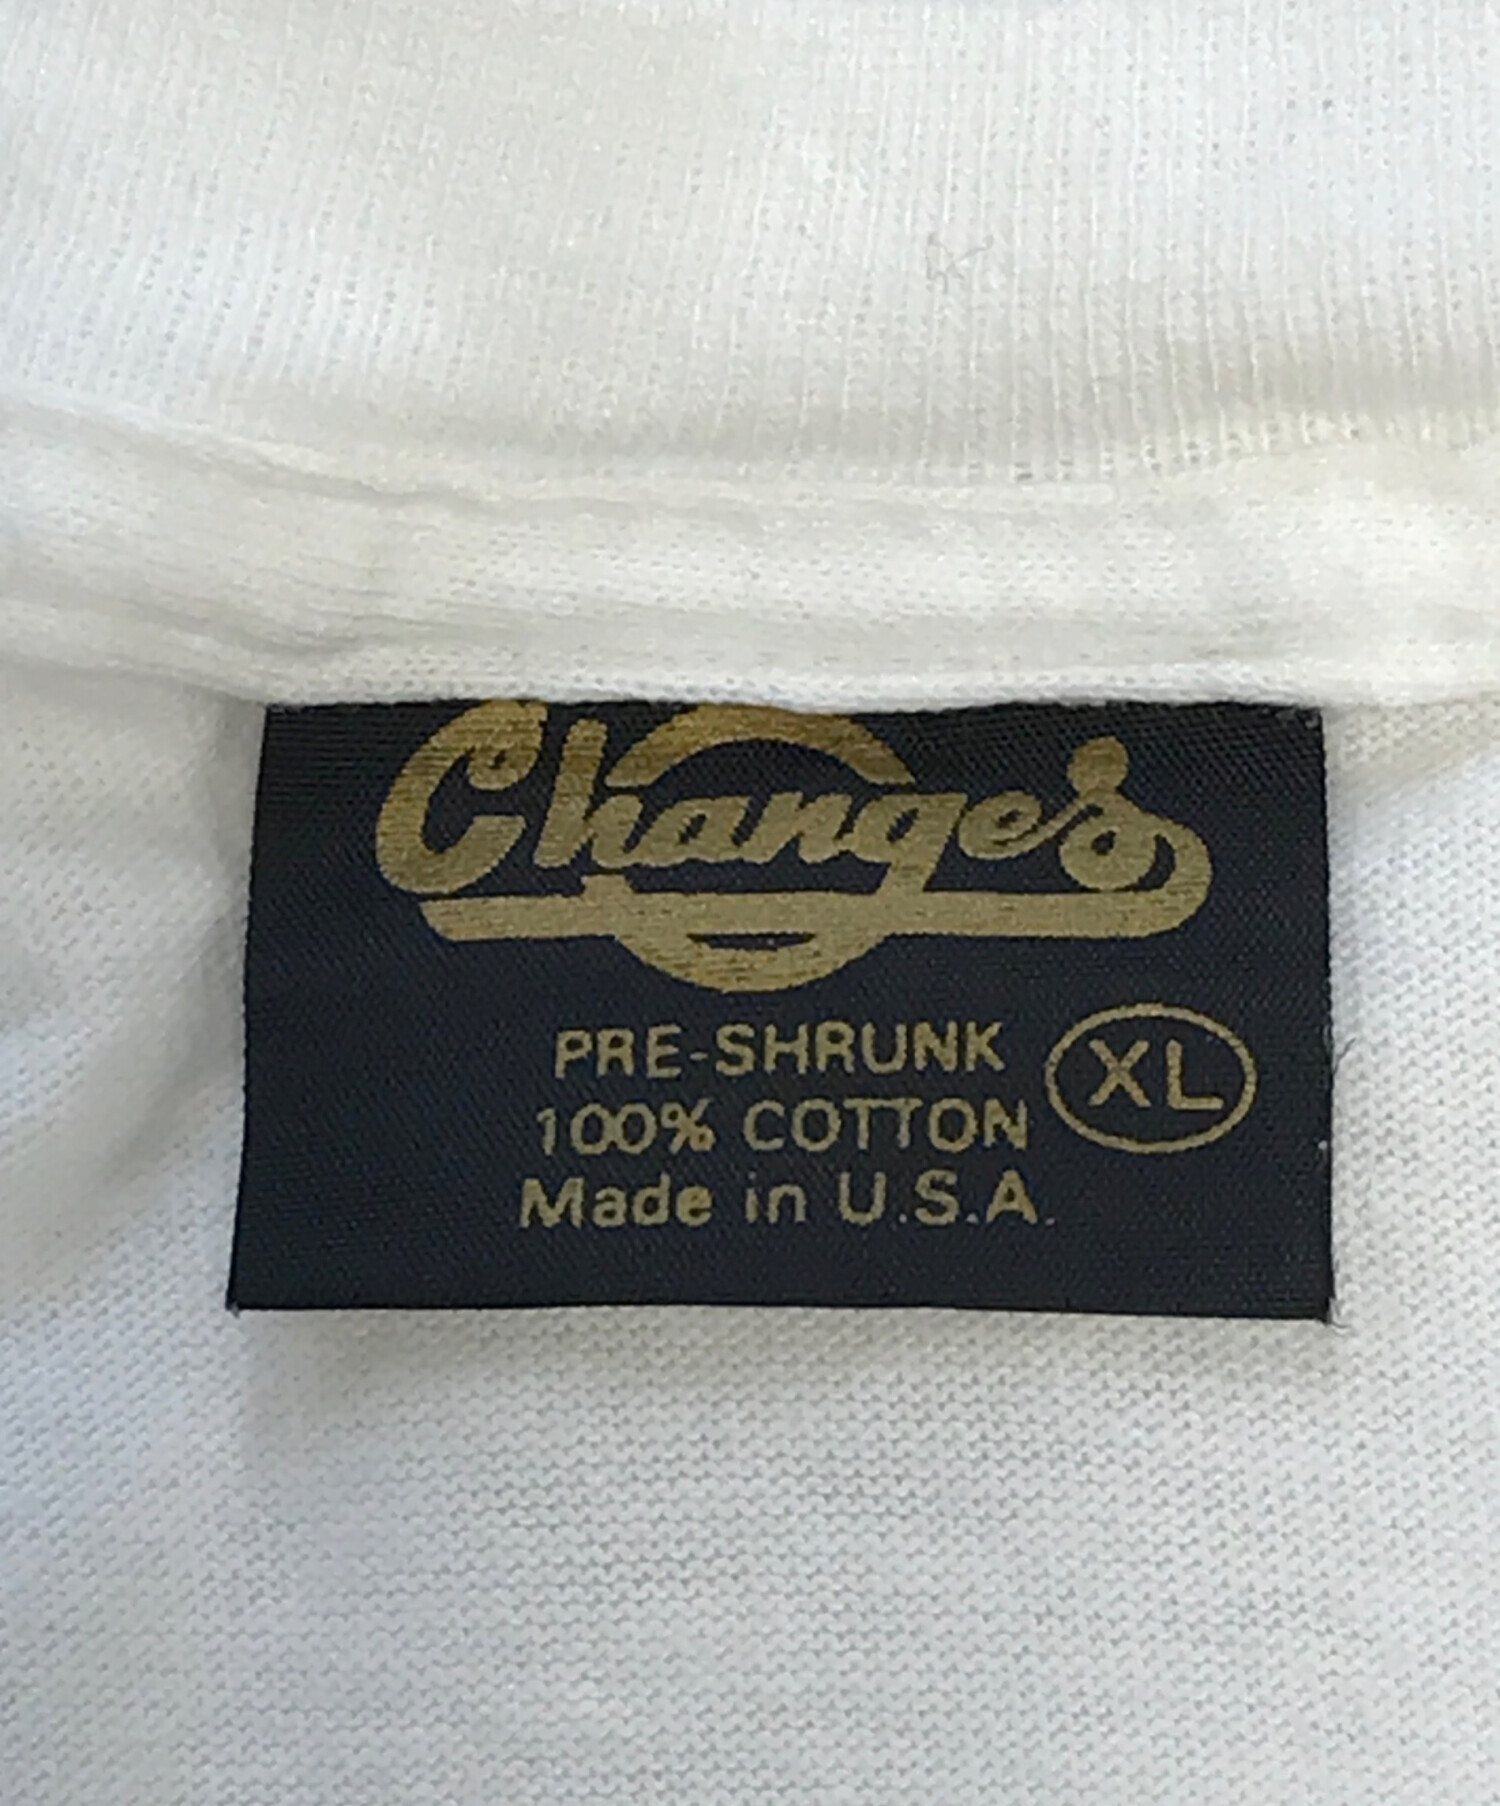 Changes
PRE-SHRUNK
100% COTTON
XL
Made in U.S.A.